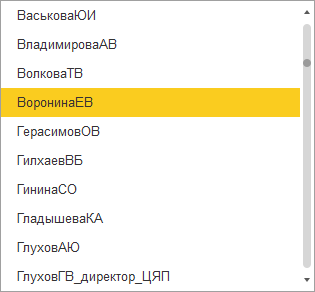 ВаськоваЮИ
ВладимироваАВ
ВолковаТВ
ВоронинаЕВ
ГерасимовОВ
ГилхаевВБ
ГининаСО
ГладышеваКА
ГлуховАЮ
ГлуховГВ_директор_ЦЯП